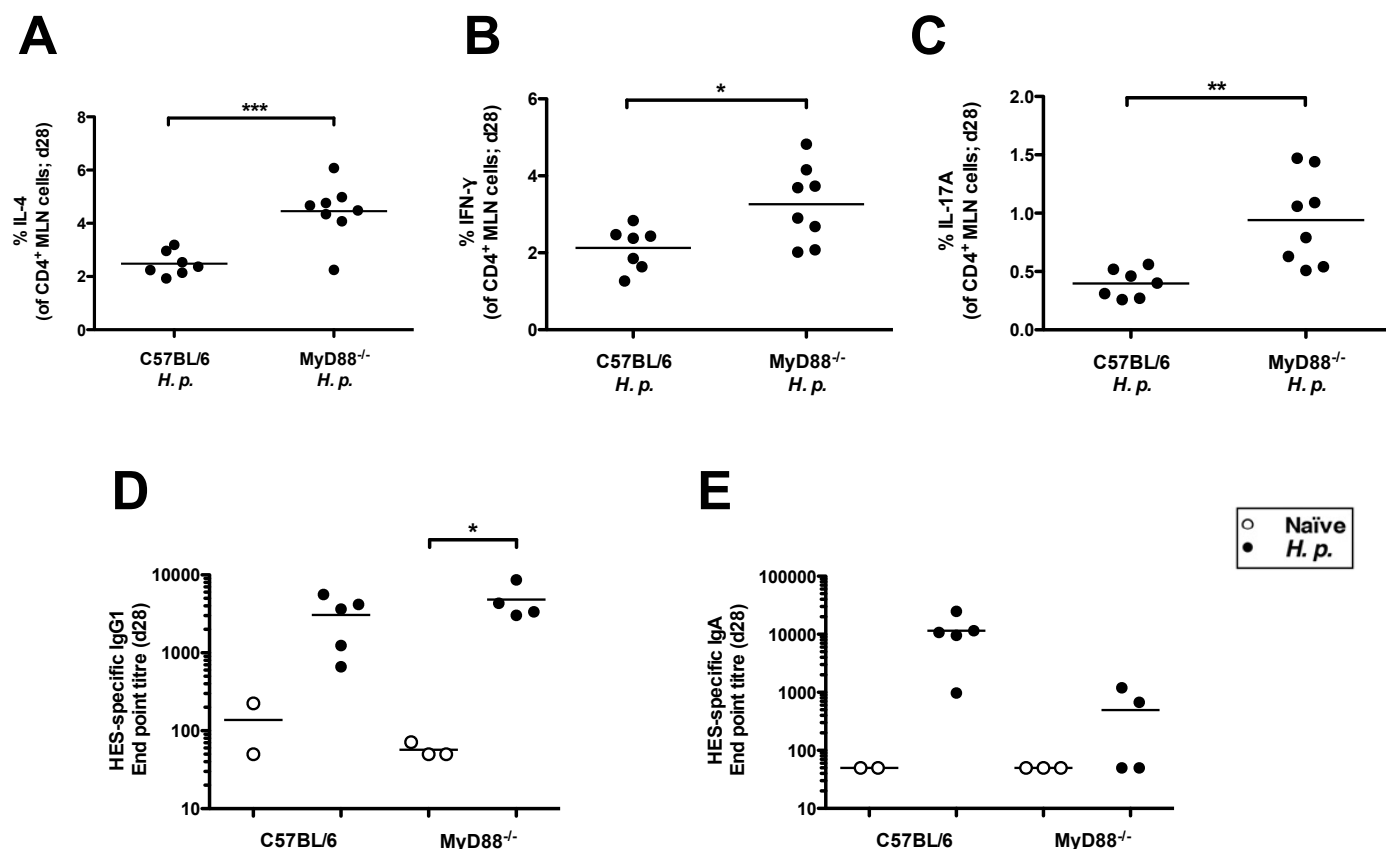 A
B
C
% IL-4
(of CD4⁺ MLN cells; d28)
8
6
4
2
0
***
C57BL/6
H. p.
MyD88⁻/⁻
H. p.
% IFN-γ
(of CD4⁺ MLN cells; d28)
6
4
2
0
*
C57BL/6
H. p.
MyD88⁻/⁻
H. p.
% IL-17A
(of CD4⁺ MLN cells; d28)
2.0
1.5
1.0
0.5
0.0
**
C57BL/6
H. p.
MyD88⁻/⁻
H. p.
D
E
HES-specific IgG1
End point titre (d28)
10000
1000
100
10
*
C57BL/6
MyD88⁻/⁻
HES-specific IgA
End point titre (d28)
100000
10000
1000
100
10
C57BL/6
MyD88⁻/⁻
Naïve
H. p.